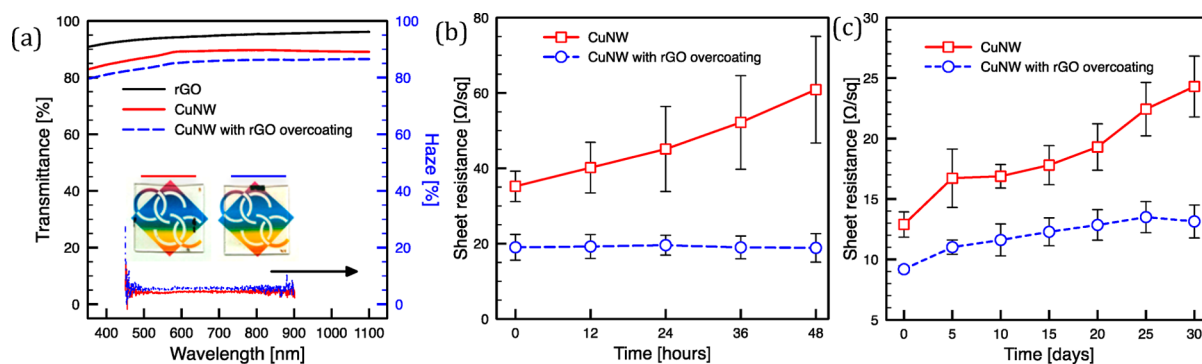 (a)
100
80
60
40
20
0
Transmittance [%]
100
80
60
40
20
0
Haze [%]
rGO
CuNW
CuNW with rGO overcoating
400 500 600 700 800 900 1000 1100
Wavelength [nm]
(b)
80
60
40
20
0
Sheet resistance [Ω/sq]
CuNW
CuNW with rGO overcoating
0 12 24 36 48
Time [hours]
(c)
30
25
20
15
10
5
Sheet resistance [Ω/sq]
CuNW
CuNW with rGO overcoating
0 5 10 15 20 25 30
Time [days]